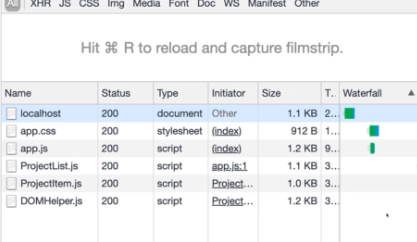 All XHR JS CSS Img Media Font Doc WS Manifest Other
Hit ⌘ R to reload and capture filmstrip.
Name Status Type Initiator Size T.. Waterfall ▲
localhost 200 document Other 1.1 KB 2...
app.css 200 stylesheet (index) 912 B 1...
app.js 200 script (index) 1.2 KB 9...
ProjectList.js 200 script app.js:1 1.1 KB 3...
ProjectItem.js 200 script Project... 1.0 KB 3...
DOMHelper.js 200 script Project... 1.2 KB 3...